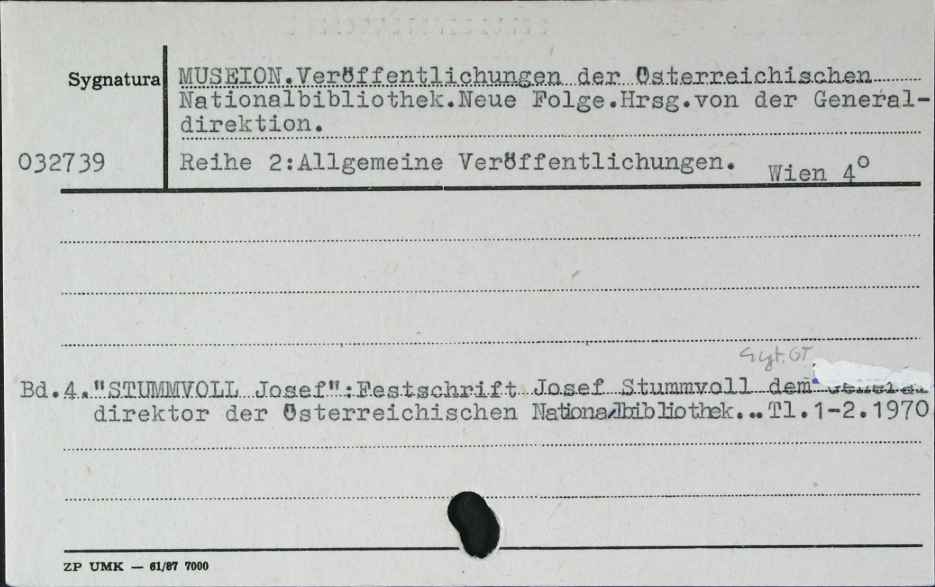 Sygnatura MUSEION.Veröffentlichungen der Österreichischen
Nationalbibliothek.Neue Folge.Hrsg.von der General-
direktion.
032739 Reihe 2:Allgemeine Veröffentlichungen. Wien 4°
Bd.4."STUMMVOLL Josef":Festschrift Josef Stummvoll dem General
direktor der Österreichischen Nationalbibliothek...Tl.1-2.1970
ZP UMK — 61/87 7000